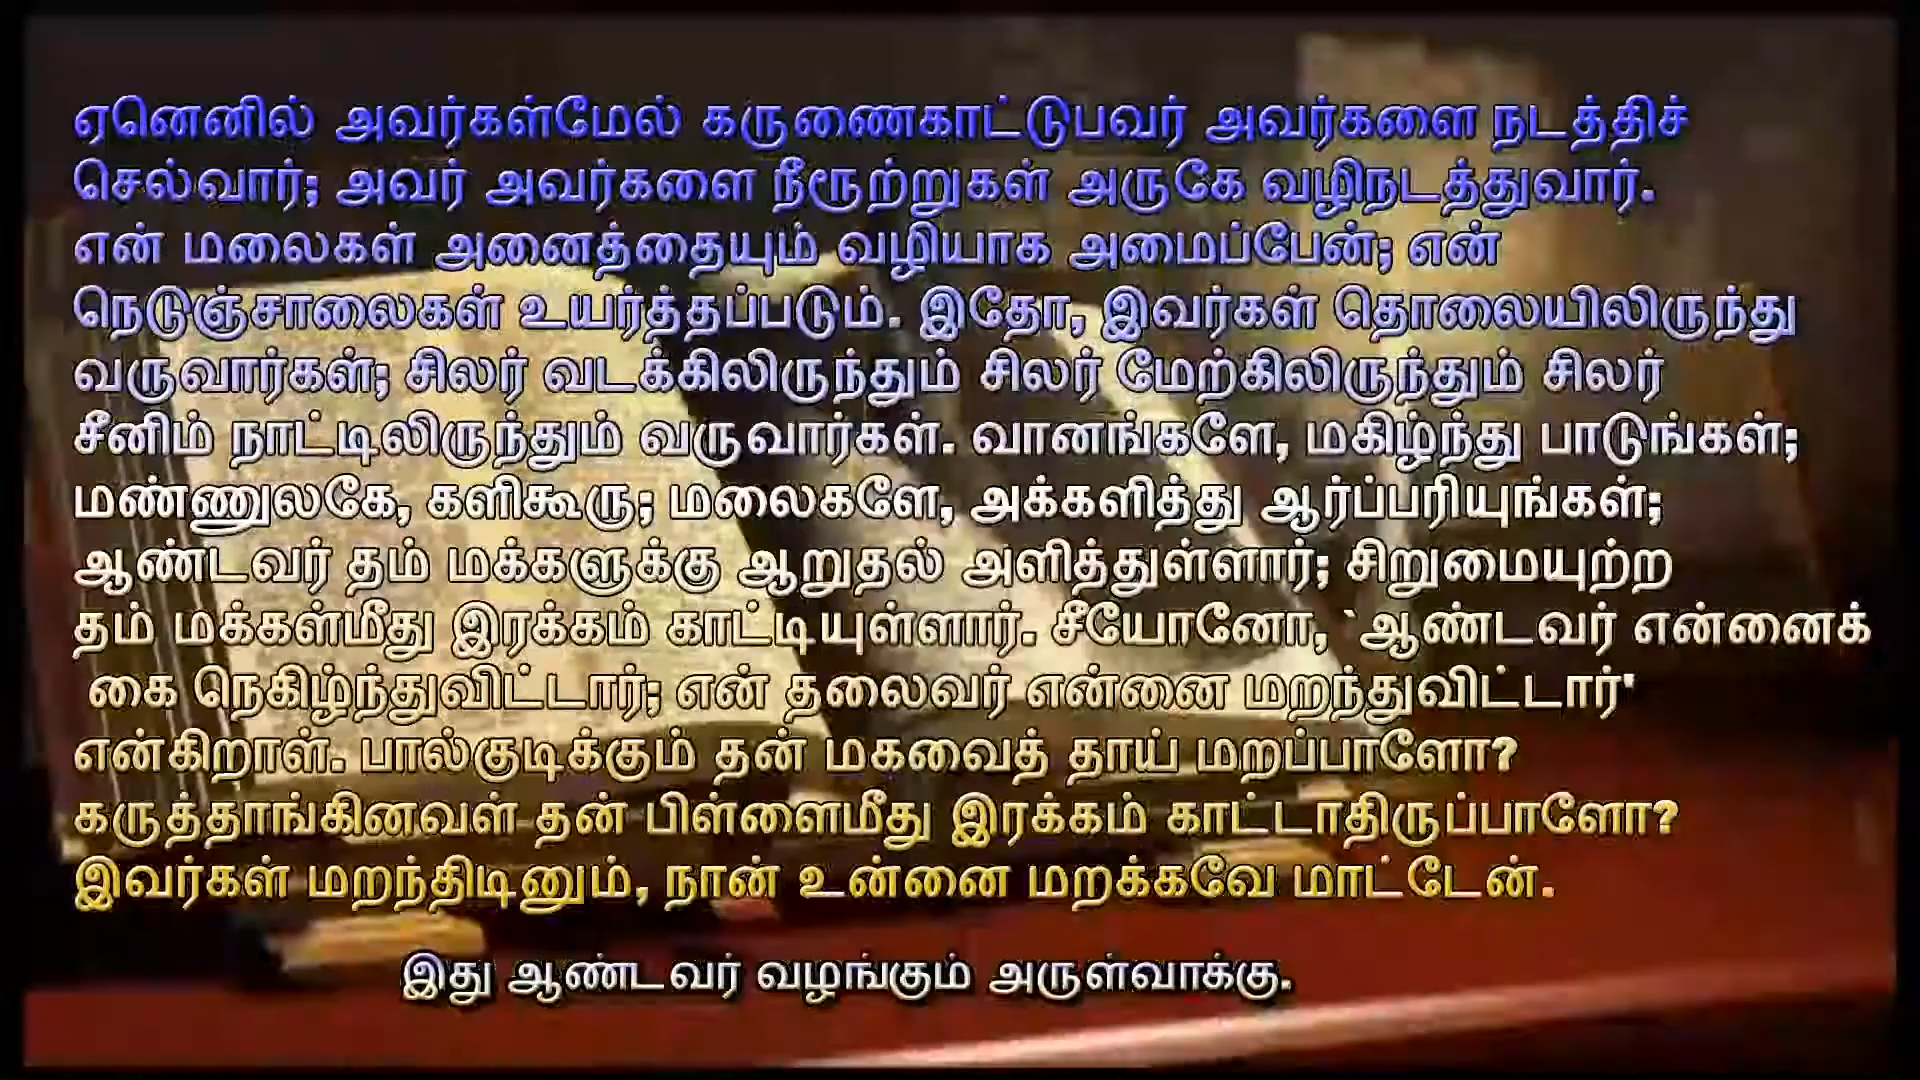 ஏனெனில் அவர்கள்மேல் கருணைகாட்டுபவர் அவர்களை நடத்திச்
செல்வார்; அவர் அவர்களை நீரூற்றுகள் அருகே வழிநடத்துவார்.
என் மலைகள் அனைத்தையும் வழியாக அமைப்பேன்; என்
நெடுஞ்சாலைகள் உயர்த்தப்படும். இதோ, இவர்கள் தொலையிலிருந்து
வருவார்கள்; சிலர் வடக்கிலிருந்தும் சிலர் மேற்கிலிருந்தும் சிலர்
சீனிம் நாட்டிலிருந்தும் வருவார்கள். வானங்களே, மகிழ்ந்து பாடுங்கள்;
மண்ணுலகே, களிகூரு; மலைகளே, அக்களித்து ஆர்ப்பரியுங்கள்;
ஆண்டவர் தம் மக்களுக்கு ஆறுதல் அளித்துள்ளார்; சிறுமையுற்ற
தம் மக்கள்மீது இரக்கம் காட்டியுள்ளார். சீயோனோ, `ஆண்டவர் என்னைக்
கை நெகிழ்ந்துவிட்டார்; என் தலைவர் என்னை மறந்துவிட்டார்'
என்கிறாள். பால்குடிக்கும் தன் மகவைத் தாய் மறப்பாளோ?
கருத்தாங்கினவள் தன் பிள்ளைமீது இரக்கம் காட்டாதிருப்பாளோ?
இவர்கள் மறந்திடினும், நான் உன்னை மறக்கவே மாட்டேன்.
இது ஆண்டவர் வழங்கும் அருள்வாக்கு.